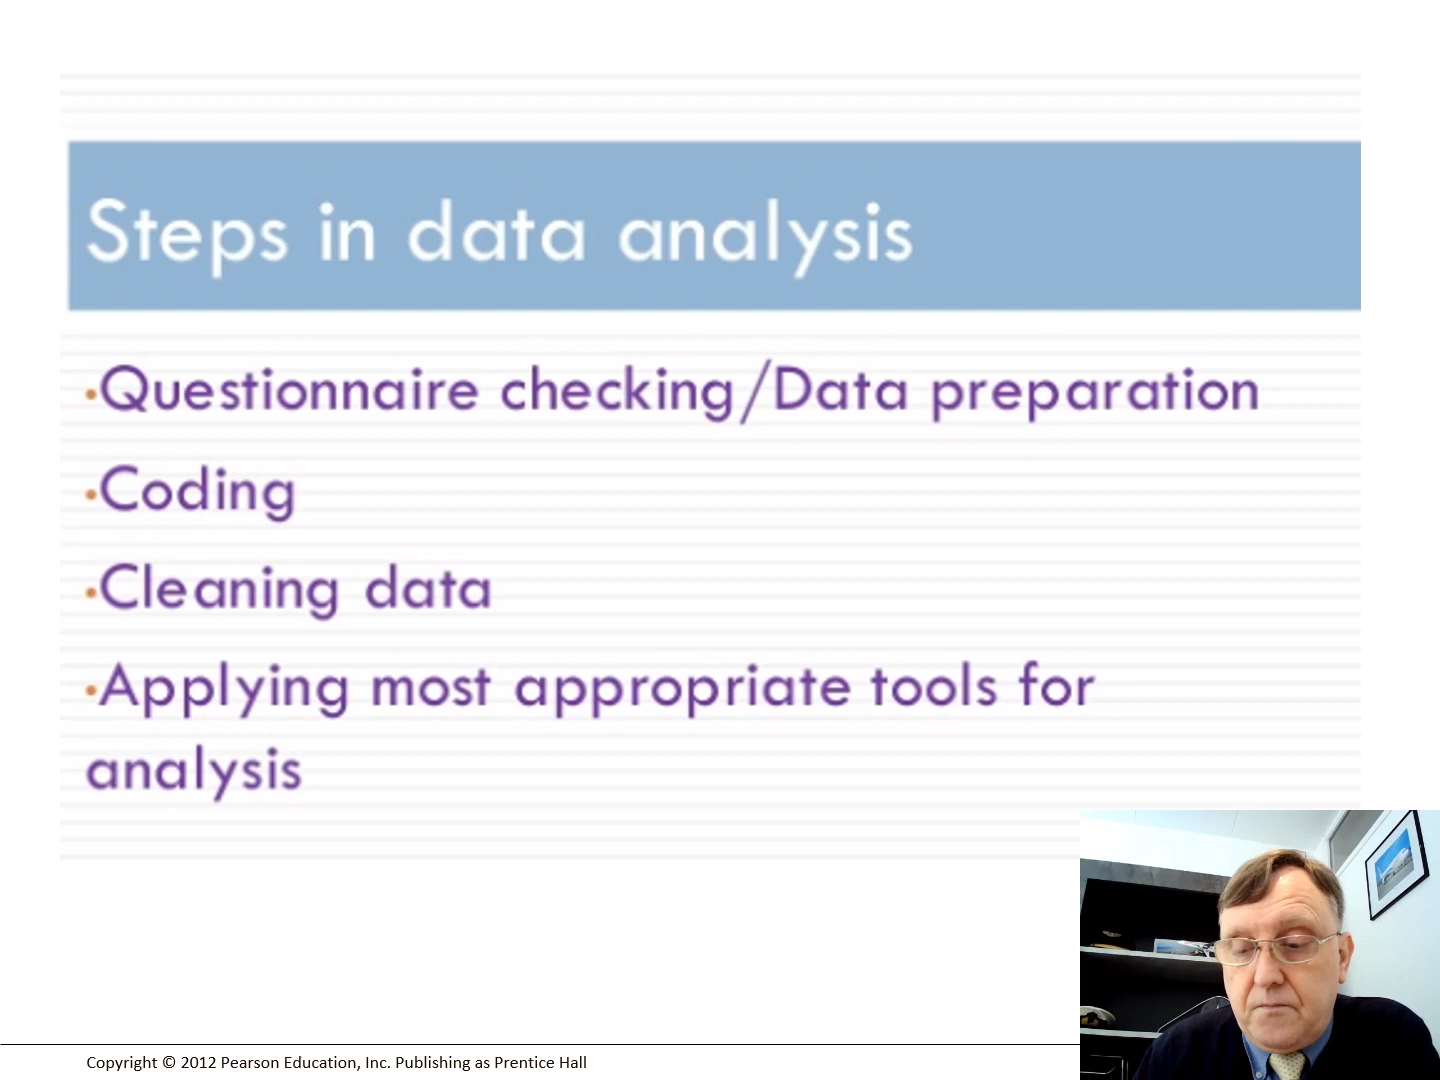 Steps in data analysis
•Questionnaire checking/Data preparation
•Coding
•Cleaning data
•Applying most appropriate tools for
analysis
Copyright © 2012 Pearson Education, Inc. Publishing as Prentice Hall